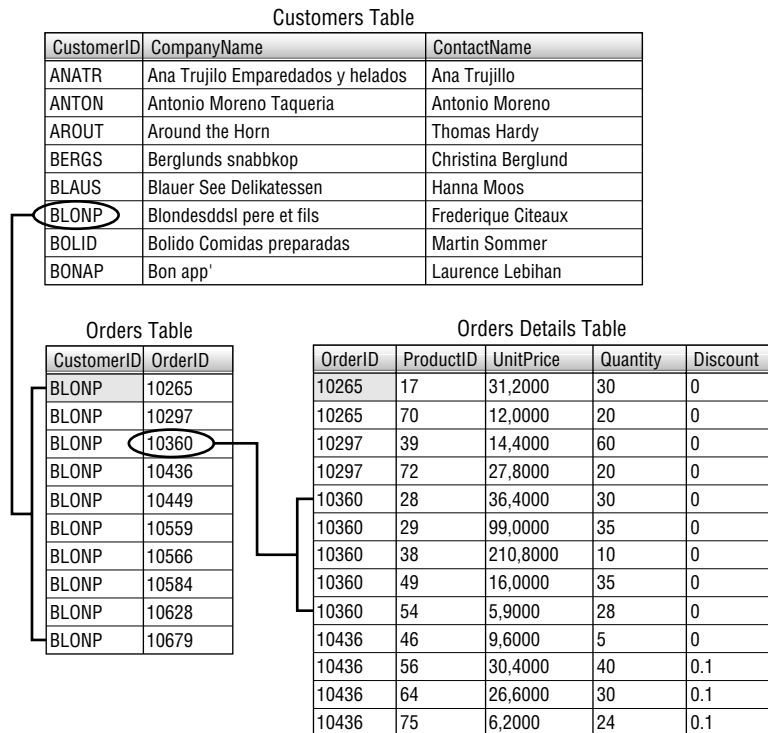 Customers Table
CustomerID CompanyName ContactName
ANATR Ana Trujilo Emparedados y helados Ana Trujillo
ANTON Antonio Moreno Taqueria Antonio Moreno
AROUT Around the Horn Thomas Hardy
BERGS Berglunds snabbkop Christina Berglund
BLAUS Blauer See Delikatessen Hanna Moos
BLONP Blondesddsl pere et fils Frederique Citeaux
BOLID Bolido Comidas preparadas Martin Sommer
BONAP Bon app' Laurence Lebihan
Orders Table
CustomerID OrderID
BLONP 10265
BLONP 10297
BLONP 10360
BLONP 10436
BLONP 10449
BLONP 10559
BLONP 10566
BLONP 10584
BLONP 10628
BLONP 10679
Orders Details Table
OrderID ProductID UnitPrice Quantity Discount
10265 17 31,2000 30 0
10265 70 12,0000 20 0
10297 39 14,4000 60 0
10297 72 27,8000 20 0
10360 28 36,4000 30 0
10360 29 99,0000 35 0
10360 38 210,8000 10 0
10360 49 16,0000 35 0
10360 54 5,9000 28 0
10436 46 9,6000 5 0
10436 56 30,4000 40 0.1
10436 64 26,6000 30 0.1
10436 75 6,2000 24 0.1